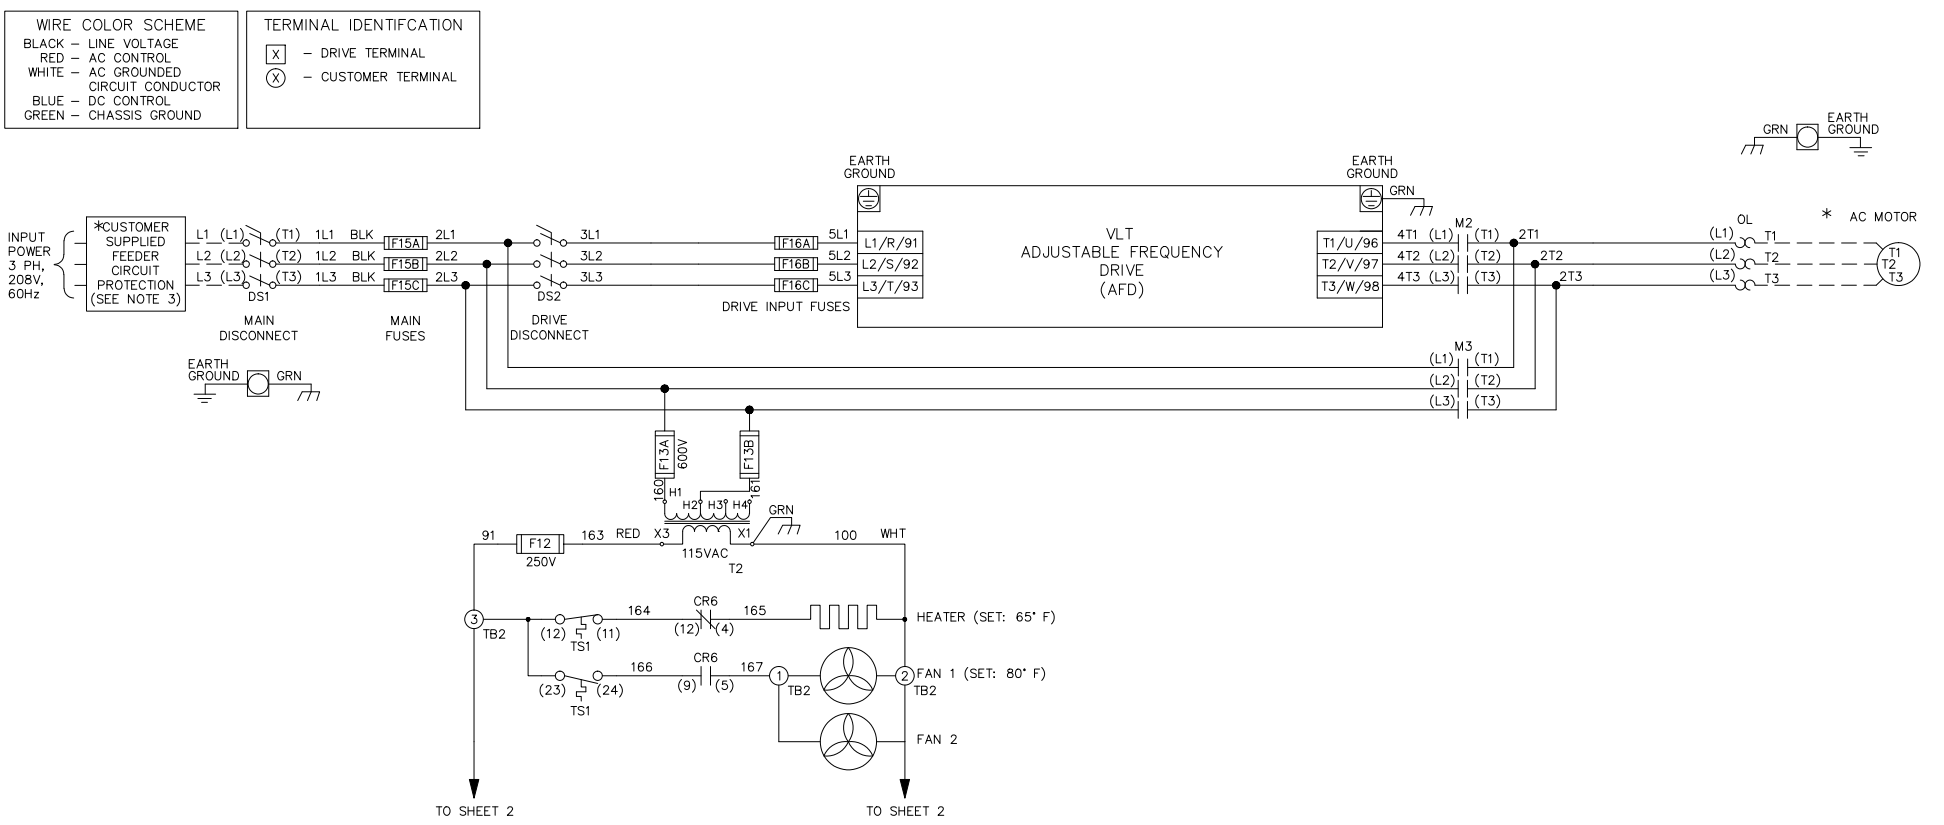 WIRE COLOR SCHEME
BLACK – LINE VOLTAGE
RED – AC CONTROL
WHITE – AC GROUNDED
CIRCUIT CONDUCTOR
BLUE – DC CONTROL
GREEN – CHASSIS GROUND
TERMINAL IDENTIFCATION
X – DRIVE TERMINAL
X – CUSTOMER TERMINAL
GRN
EARTH
GROUND
EARTH
GROUND
EARTH
GROUND
GRN
INPUT
POWER
3 PH,
208V,
60Hz
*CUSTOMER
SUPPLIED
FEEDER
CIRCUIT
PROTECTION
(SEE NOTE 3)
L1 (L1) (T1) 1L1 BLK F15A 2L1 3L1 F16A 5L1 L1/R/91
L2 (L2) (T2) 1L2 BLK F15B 2L2 3L2 F16B 5L2 L2/S/92
L3 (L3) (T3) 1L3 BLK F15C 2L3 3L3 F16C 5L3 L3/T/93
DS1
DS2
MAIN
DISCONNECT
MAIN
FUSES
DRIVE
DISCONNECT
DRIVE INPUT FUSES
VLT
ADJUSTABLE FREQUENCY
DRIVE
(AFD)
M2
OL
* AC MOTOR
T1/U/96 4T1 (L1) (T1) 2T1 (L1) T1 T1
T2/V/97 4T2 (L2) (T2) 2T2 (L2) T2 T2
T3/W/98 4T3 (L3) (T3) 2T3 (L3) T3 T3
M3
(L1) (T1)
(L2) (T2)
(L3) (T3)
EARTH
GROUND
GRN
F13A
600V
F13B
160
H1
H2
H3
H4
161
GRN
91 F12 163 RED X3 X1 100 WHT
250V
115VAC
T2
3
TB2
164
CR6
165
HEATER (SET: 65° F)
(12) (11)
(12) (4)
TS1
166
CR6
167
1
TB2
2
TB2
FAN 1 (SET: 80° F)
(23) (24)
(9) (5)
TS1
FAN 2
TO SHEET 2
TO SHEET 2